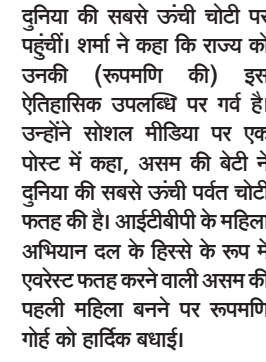 दुनिया की सबसे ऊंची चोटी पर
पहुंचीं। शर्मा ने कहा कि राज्य को
उनकी (रूपमणि की) इस
ऐतिहासिक उपलब्धि पर गर्व है।
उन्होंने सोशल मीडिया पर एक
पोस्ट में कहा, असम की बेटी ने
दुनिया की सबसे ऊंची पर्वत चोटी
फतह की है। आईटीबीपी के महिला
अभियान दल के हिस्से के रूप में
एवरेस्ट फतह करने वाली असम की
पहली महिला बनने पर रूपमणि
गोर्ह को हार्दिक बधाई।